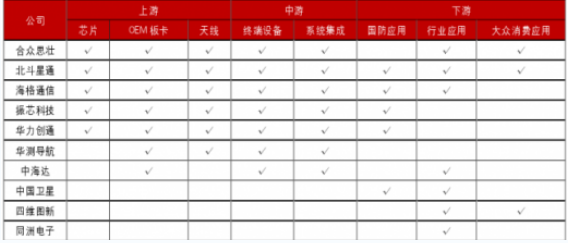 公司 上游 中游 下游
芯片 OEM板卡 天线 终端设备 系统集成 国防应用 行业应用 大众消费应用
合众思壮 ✓ ✓ ✓ ✓ ✓ ✓ ✓
北斗星通 ✓ ✓ ✓ ✓ ✓ ✓ ✓ ✓
海格通信 ✓ ✓ ✓ ✓ ✓ ✓ ✓
振芯科技 ✓ ✓ ✓ ✓ ✓ ✓
华力创通 ✓ ✓ ✓ ✓ ✓ ✓
华测导航 ✓ ✓ ✓ ✓
中海达 ✓ ✓ ✓ ✓
中国卫星 ✓ ✓
四维图新 ✓ ✓
同洲电子 ✓